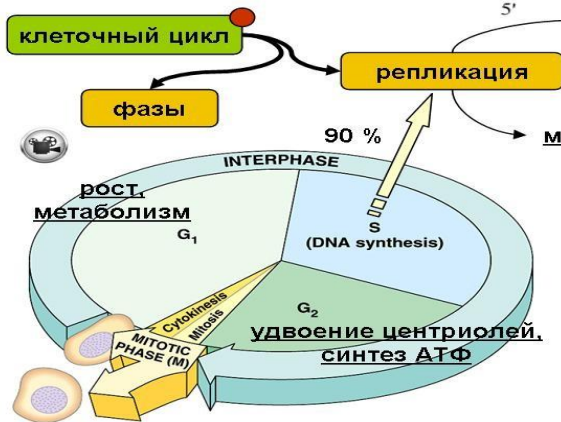 5'
клеточный цикл
репликация
фазы
90 %
INTERPHASE
рост,
метаболизм
G1
S
(DNA synthesis)
G2
Cytokinesis
Mitosis
удвоение центриолей,
синтез АТФ
MITOTIC
PHASE (M)